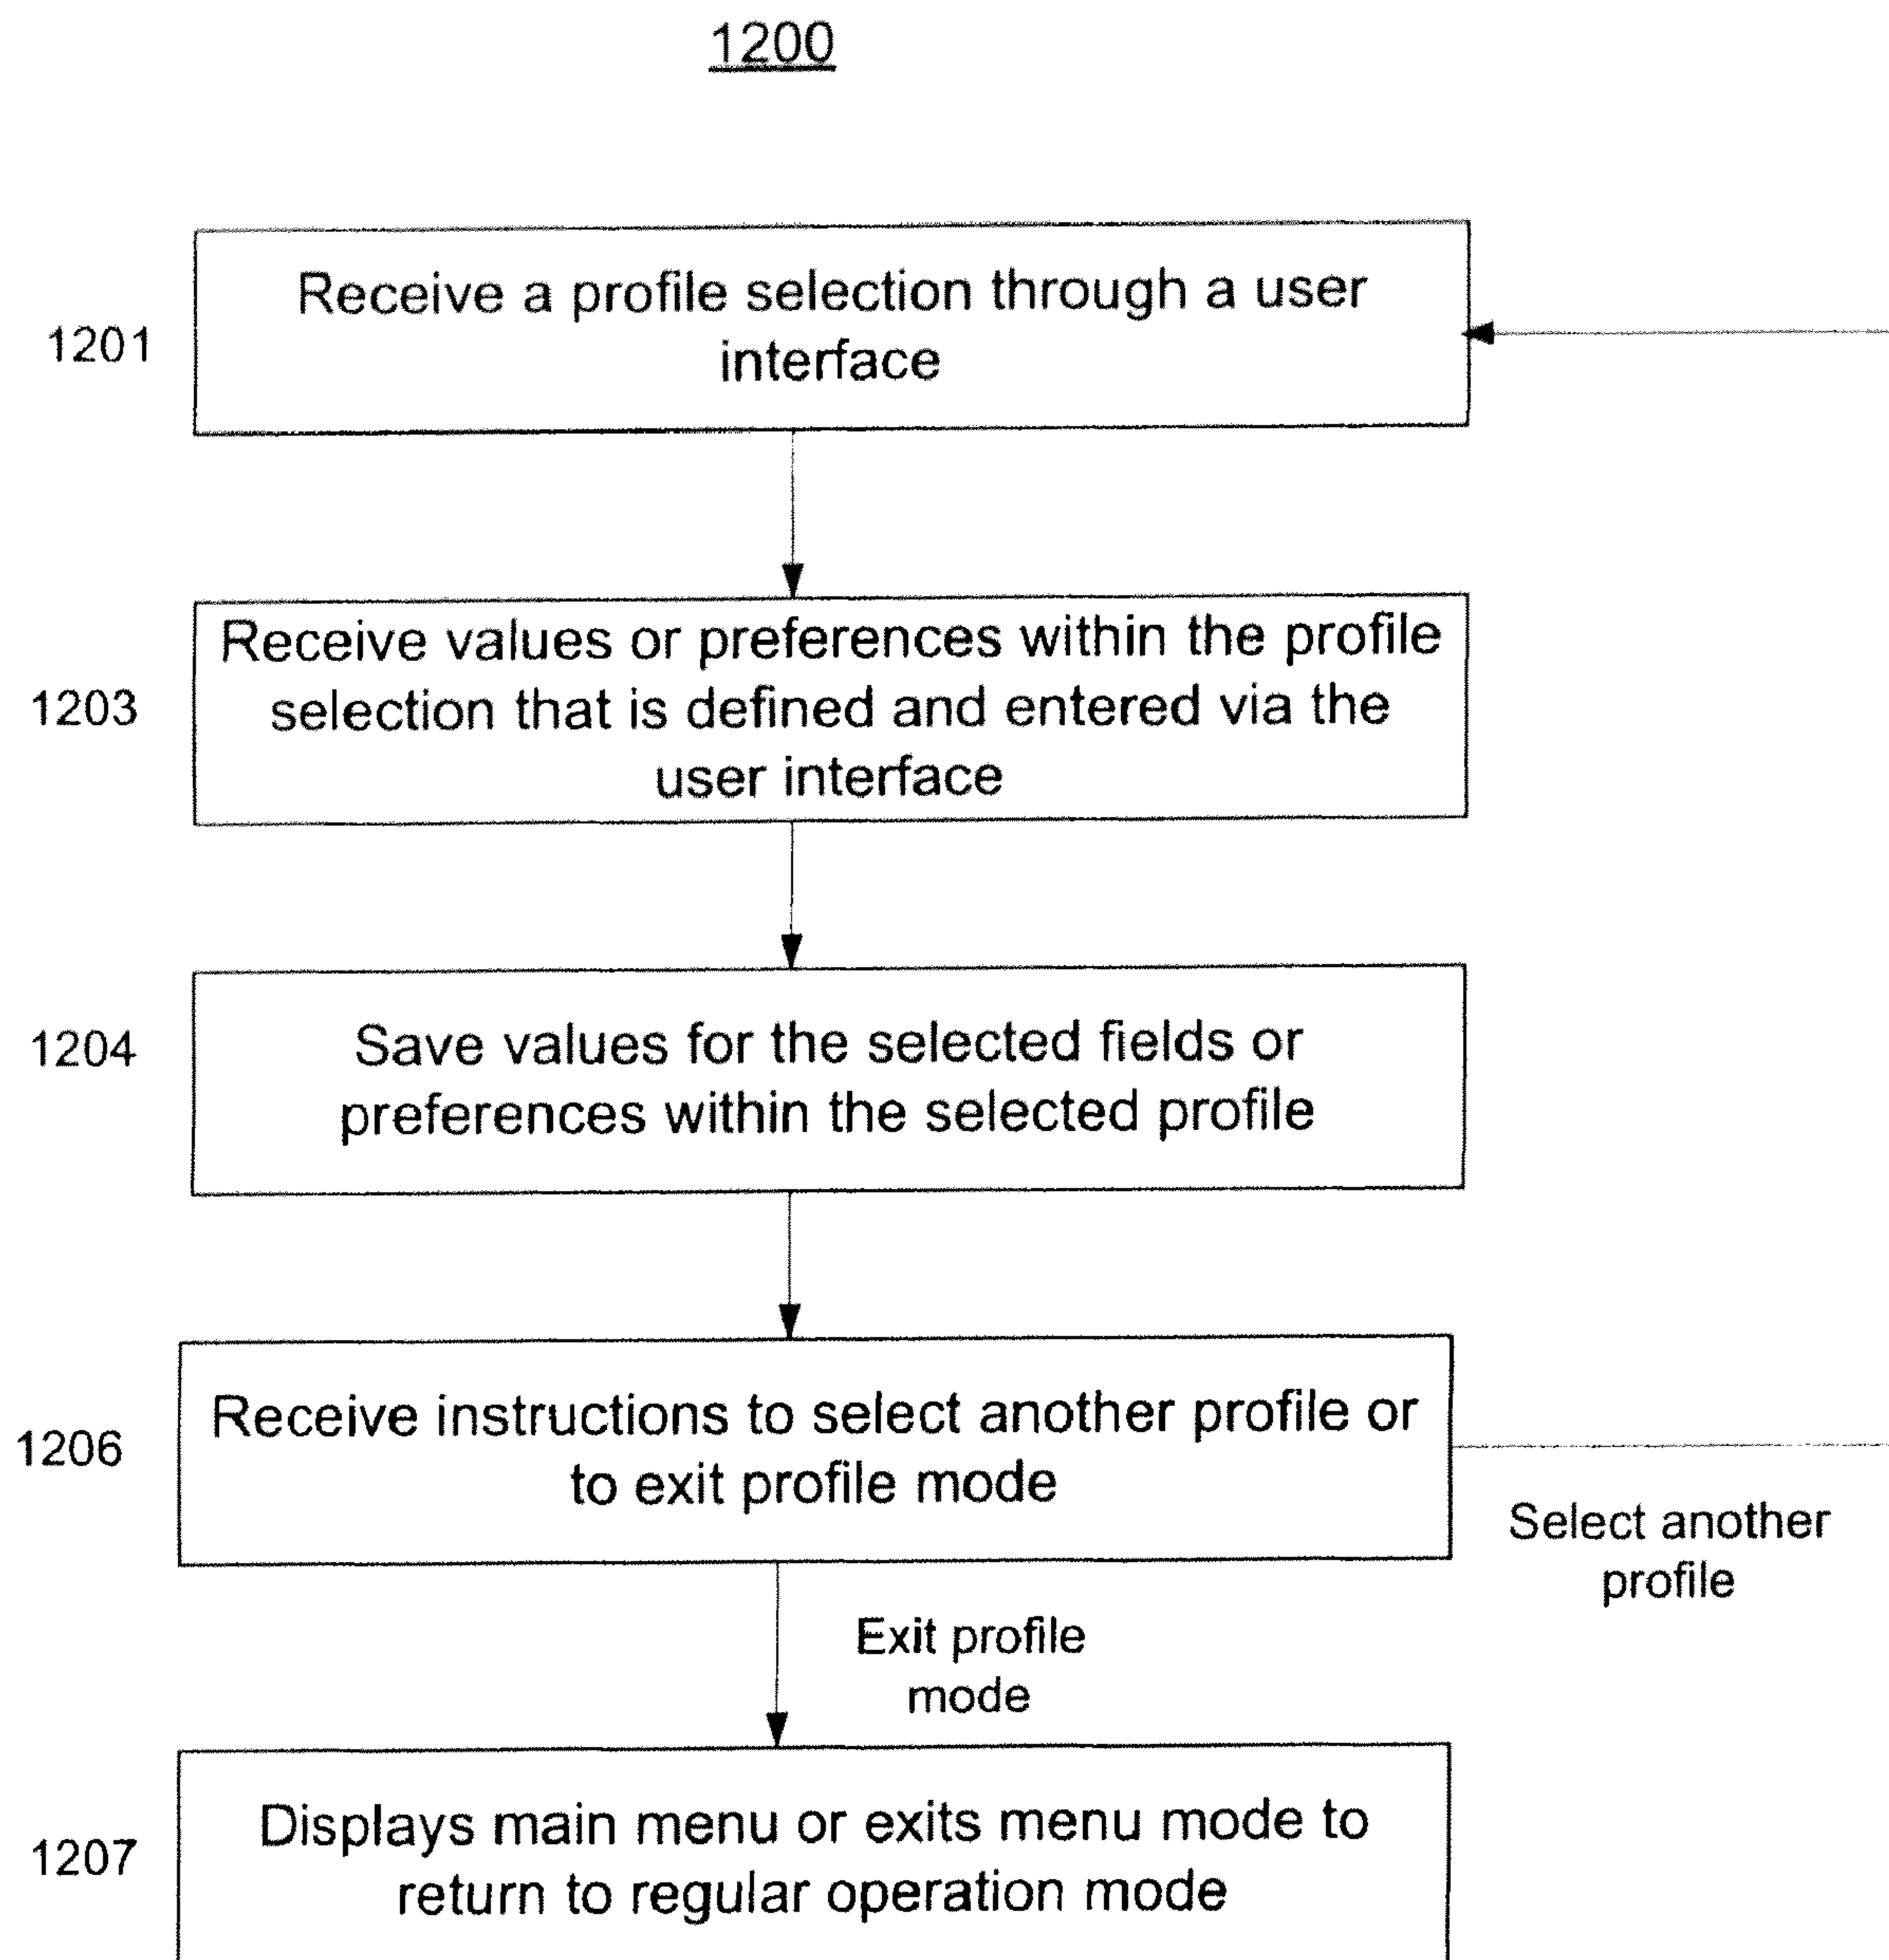 1200
Receive a profile selection through a user
interface
1201
Receive values or preferences within the profile
selection that is defined and entered via the
user interface
1203
Save values for the selected fields or
preferences within the selected profile
1204
Receive instructions to select another profile or
to exit profile mode
1206
Select another
profile
Exit profile
mode
Displays main menu or exits menu mode to
return to regular operation mode
1207